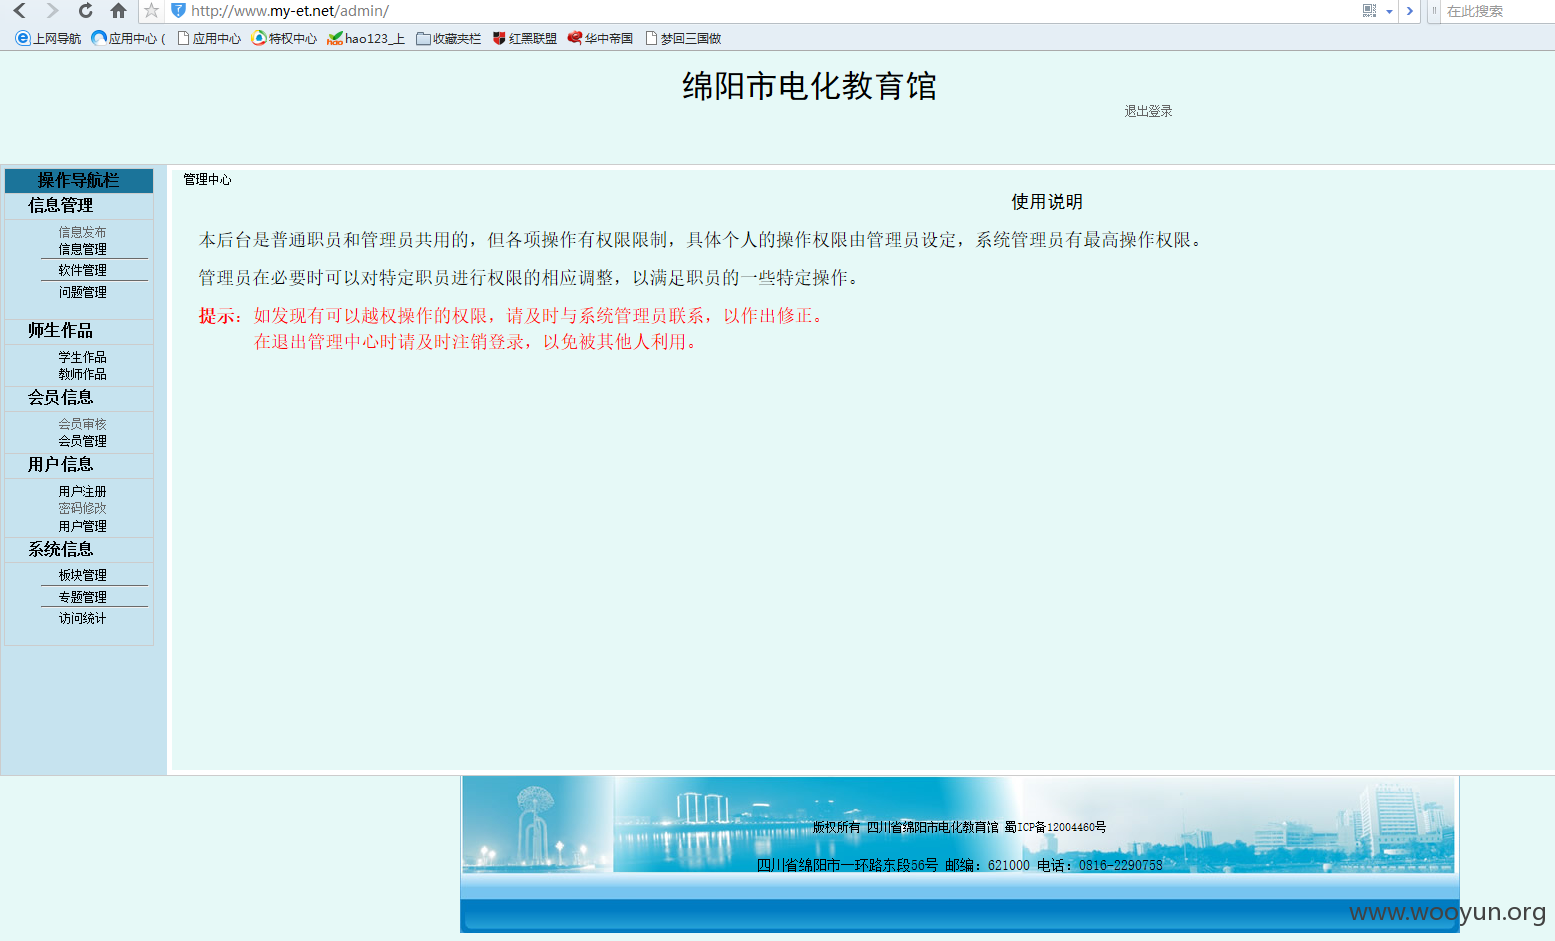 http://www.my-et.net/admin/
在此搜索
上网导航 应用中心 ( 应用中心 特权中心 hao123_上 收藏夹栏 红黑联盟 华中帝国 梦回三国做
绵阳市电化教育馆
退出登录
操作导航栏
信息管理
信息发布
信息管理
软件管理
问题管理
师生作品
学生作品
教师作品
会员信息
会员审核
会员管理
用户信息
用户注册
密码修改
用户管理
系统信息
板块管理
专题管理
访问统计
管理中心
使用说明
本后台是普通职员和管理员共用的，但各项操作有权限限制，具体个人的操作权限由管理员设定，系统管理员有最高操作权限。
管理员在必要时可以对特定职员进行权限的相应调整，以满足职员的一些特定操作。
提示：如发现有可以越权操作的权限，请及时与系统管理员联系，以作出修正。
在退出管理中心时请及时注销登录，以免被其他人利用。
版权所有 四川省绵阳市电化教育馆 蜀ICP备12004460号
四川省绵阳市一环路东段56号 邮编：621000 电话：0816-2290758
www.wooyun.org